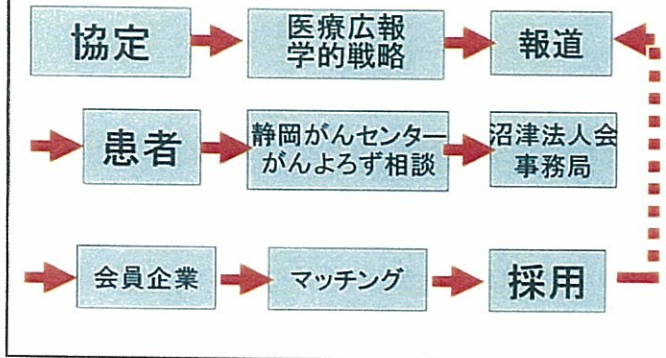 協定
医療広報
学的戦略
報道
患者
静岡がんセンター
がんよろず相談
沼津法人会
事務局
会員企業
マッチング
採用